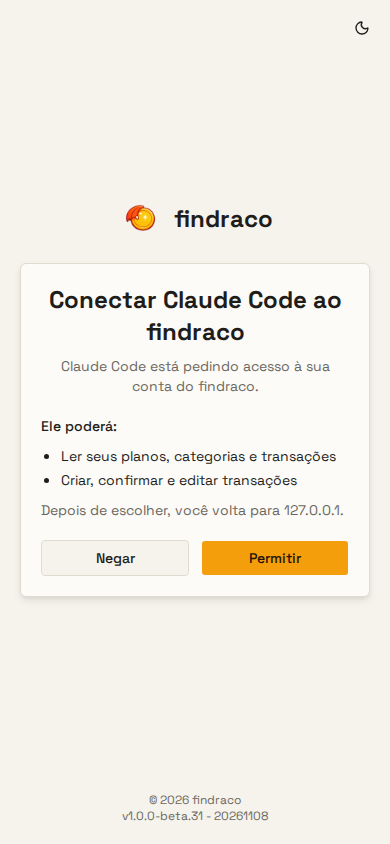 findraco
Conectar Claude Code ao
findraco
Claude Code está pedindo acesso à sua
conta do findraco.
Ele poderá:
Ler seus planos, categorias e transações
Criar, confirmar e editar transações
Depois de escolher, você volta para 127.0.0.1.
Negar
Permitir
© 2026 findraco
v1.0.0-beta.31 - 20261108